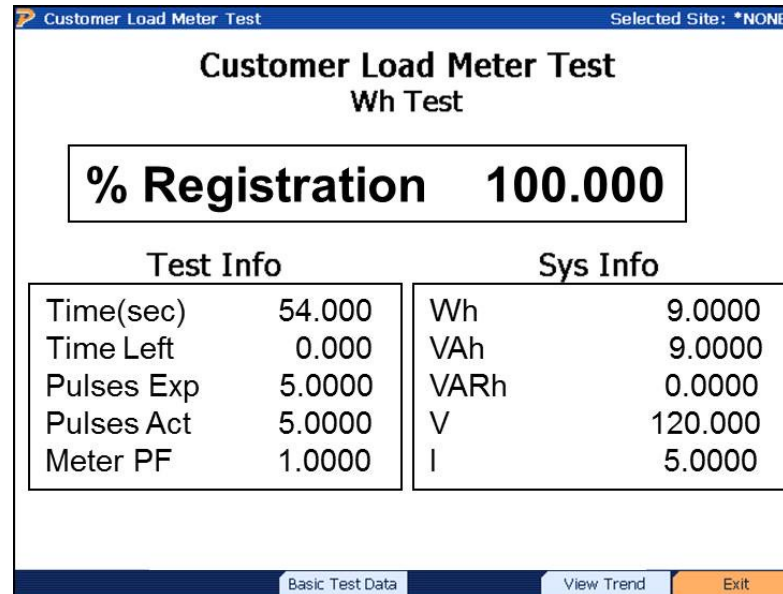 Customer Load Meter Test Selected Site: *NONE
Customer Load Meter Test
Wh Test
% Registration 100.000
Test Info Sys Info
Time(sec) 54.000 Wh 9.0000
Time Left 0.000 VAh 9.0000
Pulses Exp 5.0000 VARh 0.0000
Pulses Act 5.0000 V 120.000
Meter PF 1.0000 I 5.0000
Basic Test Data View Trend Exit